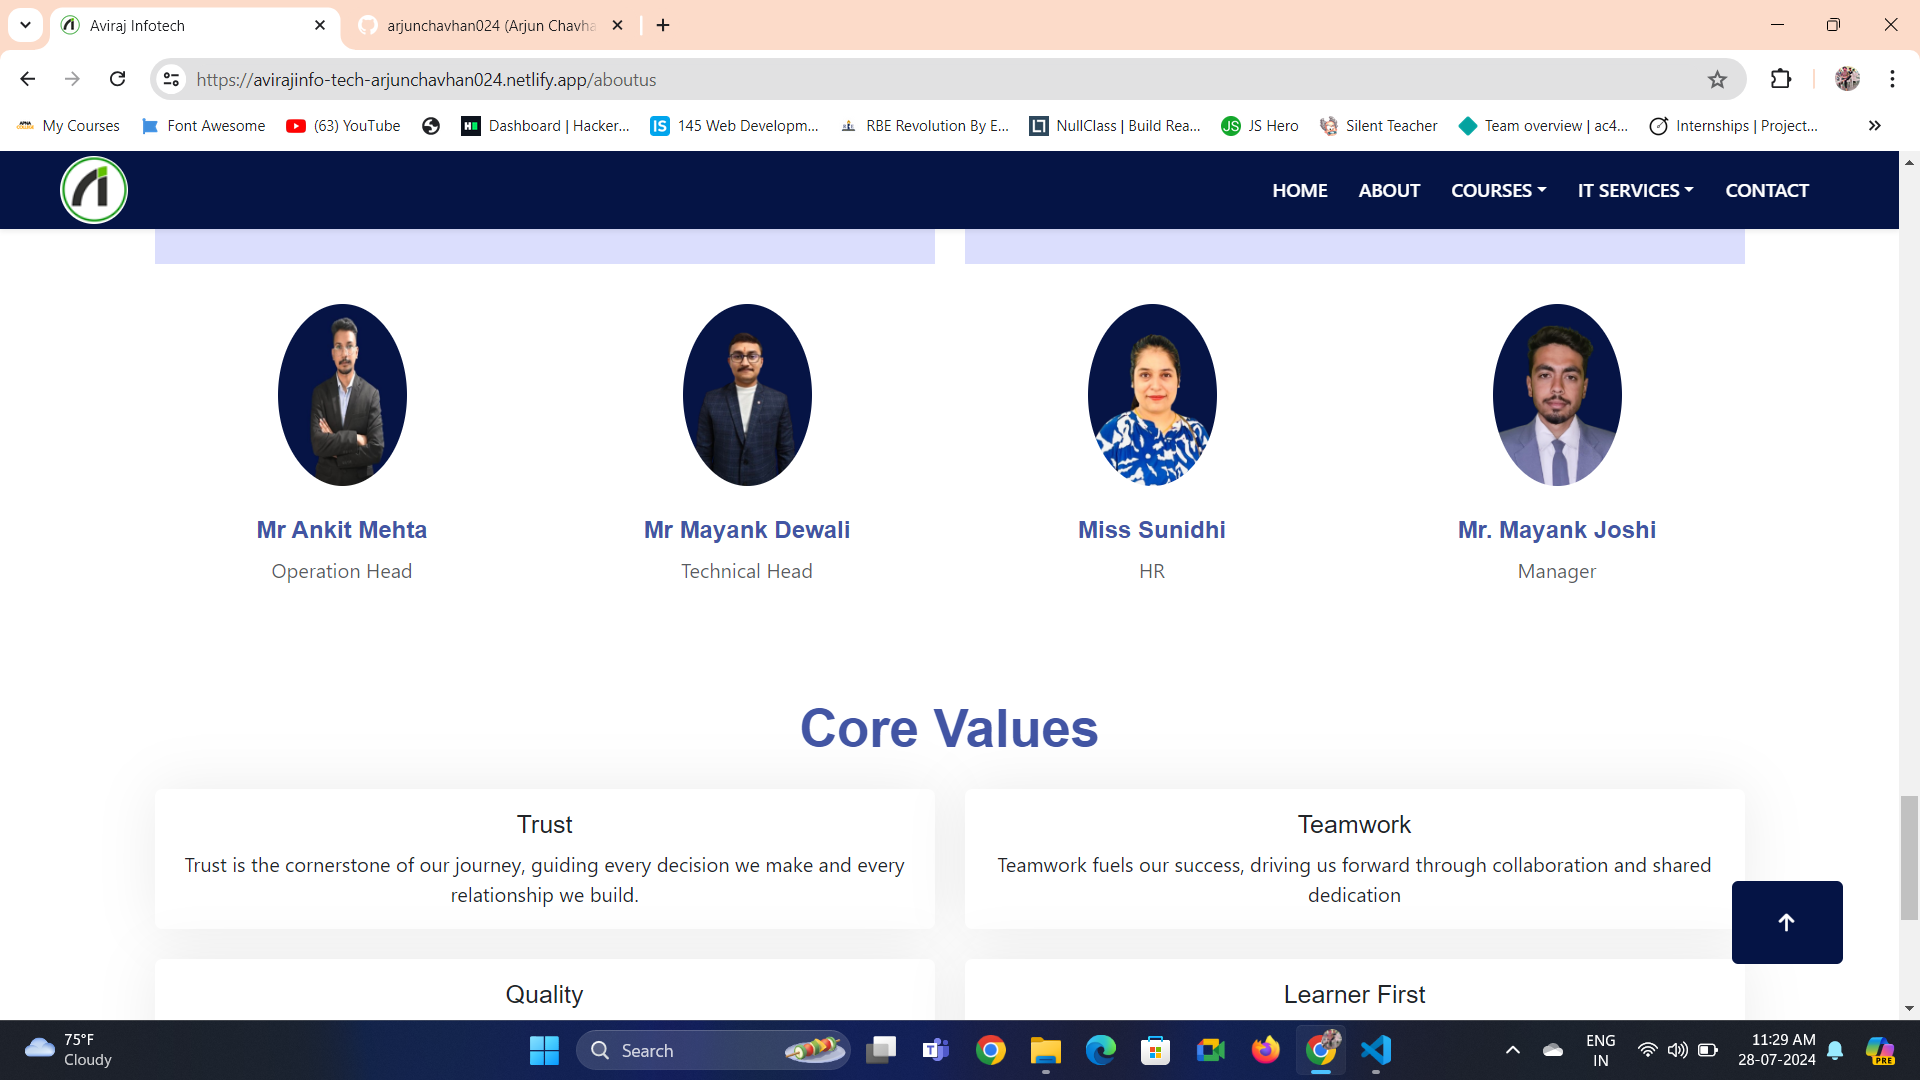 Aviraj Infotech
arjunchavhan024 (Arjun Chavha
https://avirajinfo-tech-arjunchavhan024.netlify.app/aboutus
My Courses
Font Awesome
(63) YouTube
Dashboard | Hacker...
145 Web Developm...
RBE Revolution By E...
NullClass | Build Rea...
JS Hero
Silent Teacher
Team overview | ac4...
Internships | Project...
HOME
ABOUT
COURSES
IT SERVICES
CONTACT
Mr Ankit Mehta
Operation Head
Mr Mayank Dewali
Technical Head
Miss Sunidhi
HR
Mr. Mayank Joshi
Manager
Core Values
Trust
Trust is the cornerstone of our journey, guiding every decision we make and every
relationship we build.
Teamwork
Teamwork fuels our success, driving us forward through collaboration and shared
dedication
Quality
Learner First
75°F
Cloudy
Search
ENG
IN
11:29 AM
28-07-2024
PRE